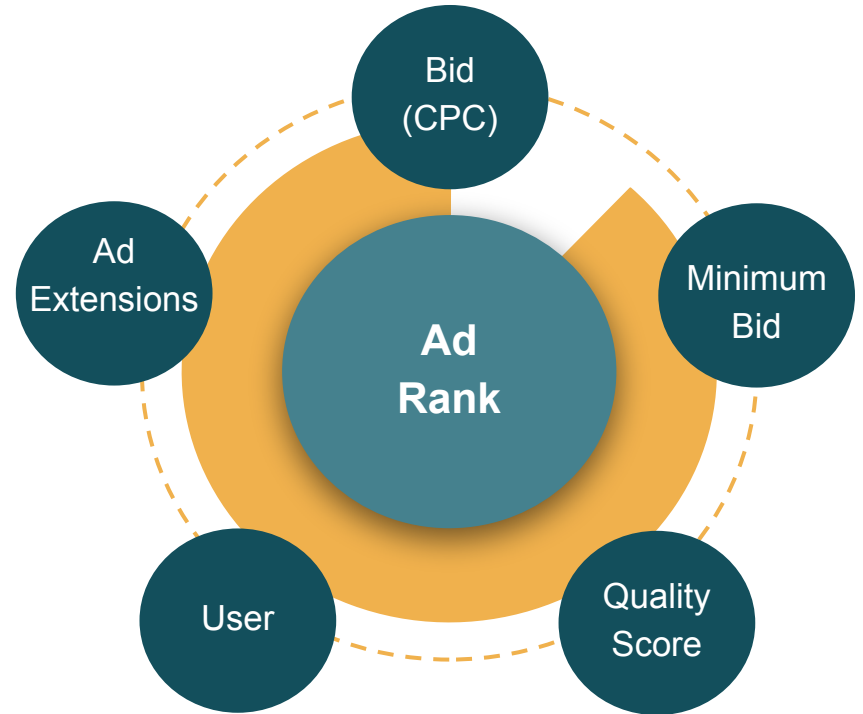 Bid
(CPC)
Ad
Extensions
Minimum
Bid
Ad
Rank
User
Quality
Score